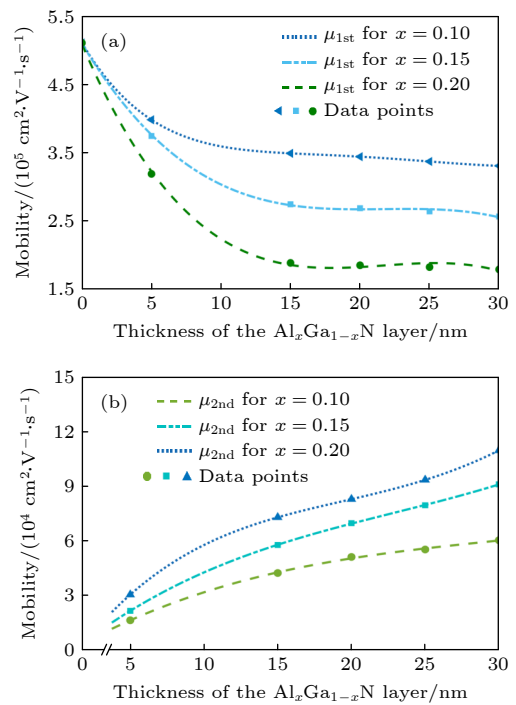 5.5
(a)
μ1st for x = 0.10
μ1st for x = 0.15
4.5
μ1st for x = 0.20
Data points
3.5
2.5
1.5
0 5 10 15 20 25 30
Mobility/(10⁵ cm²·V⁻¹·s⁻¹)
Thickness of the AlxGa1−xN layer/nm
15
(b)
μ2nd for x = 0.10
μ2nd for x = 0.15
12
μ2nd for x = 0.20
Data points
9
6
3
0
0 5 10 15 20 25 30
Mobility/(10⁴ cm²·V⁻¹·s⁻¹)
Thickness of the AlxGa1−xN layer/nm